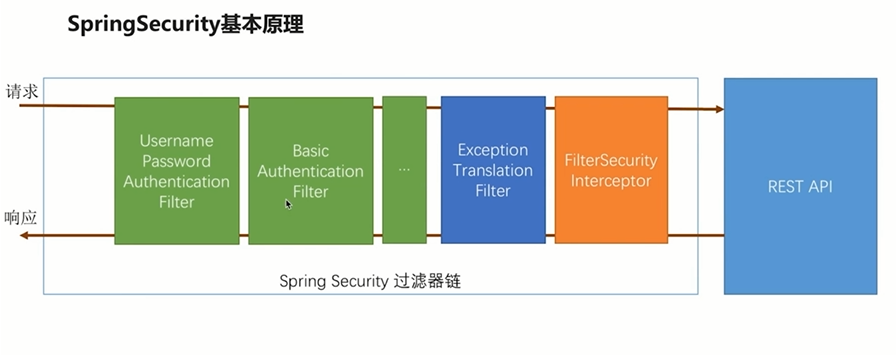 SpringSecurity基本原理
请求
响应
Username
Password
Authentication
Filter
Basic
Authentication
Filter
...
Exception
Translation
Filter
FilterSecurity
Interceptor
REST API
Spring Security 过滤器链